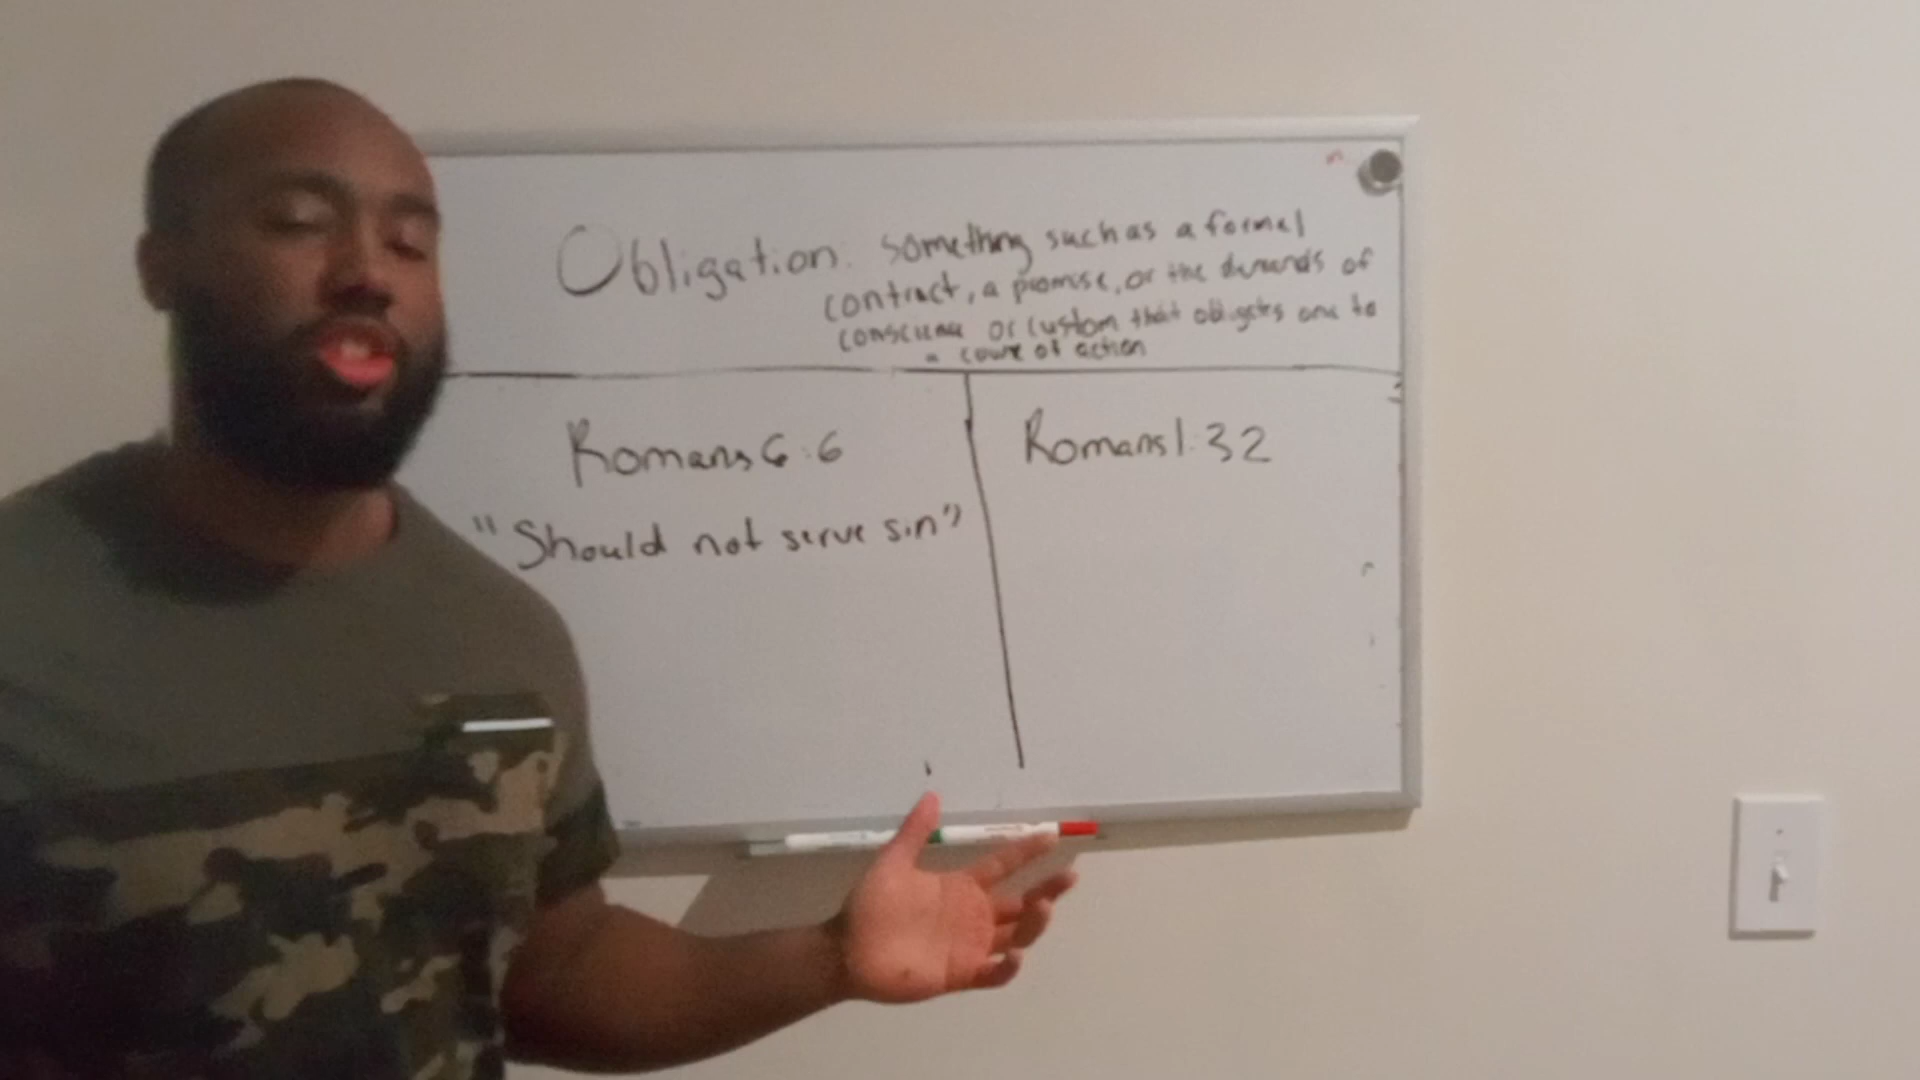 Obligation: something such as a formal
contract, a promise, or the demands of
conscience or custom that obligates one to
a course of action
Romans 6:6
"Should not serve sin"
Romans 1:32